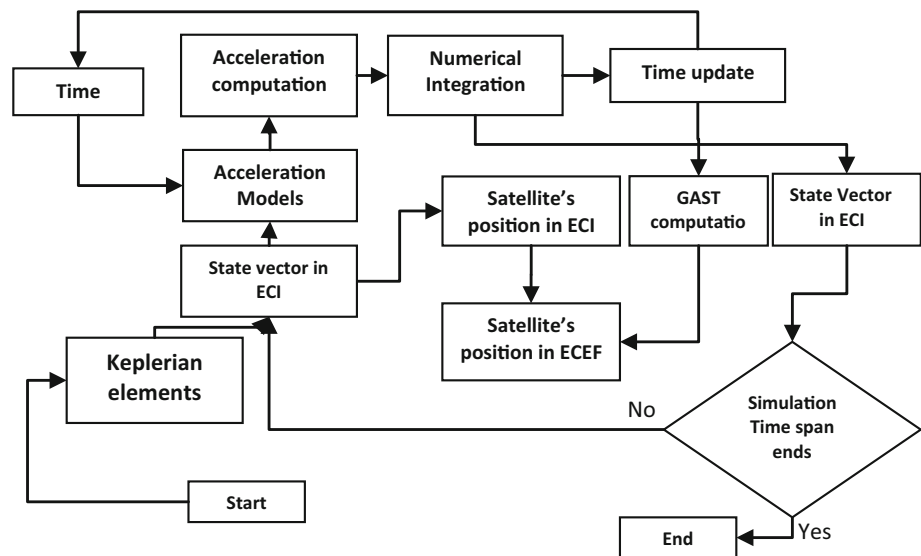 Time
Acceleration
computation
Numerical
Integration
Time update
Acceleration
Models
Satellite's
position in ECI
GAST
computatio
State Vector
in ECI
State vector in
ECI
Satellite's
position in ECEF
Keplerian
elements
No
Simulation
Time span
ends
Start
Yes
End